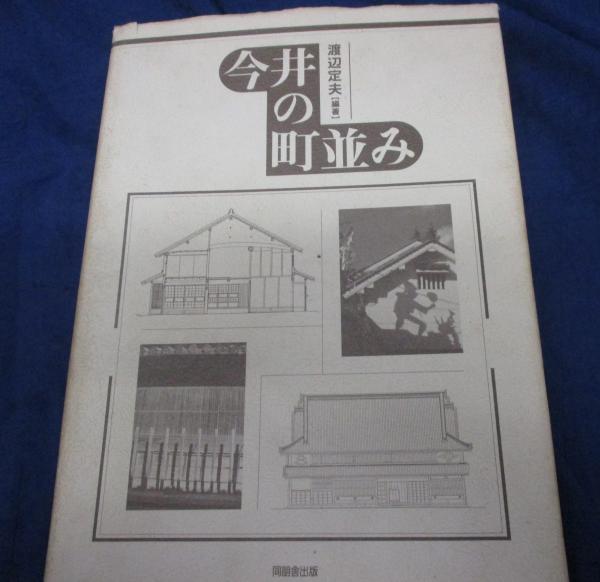 今井
の
町並み
渡辺定夫[編著]
同朋舎出版